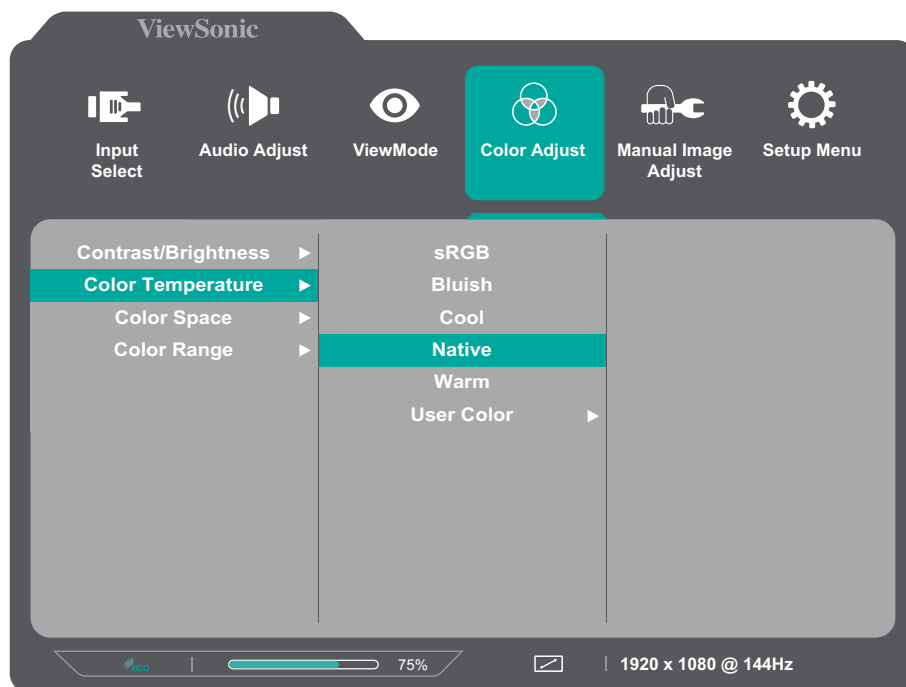 ViewSonic
Input
Select
Audio Adjust
ViewMode
Color Adjust
Manual Image
Adjust
Setup Menu
Contrast/Brightness
Color Temperature
Color Space
Color Range
sRGB
Bluish
Cool
Native
Warm
User Color
eco
75%
1920 x 1080 @ 144Hz